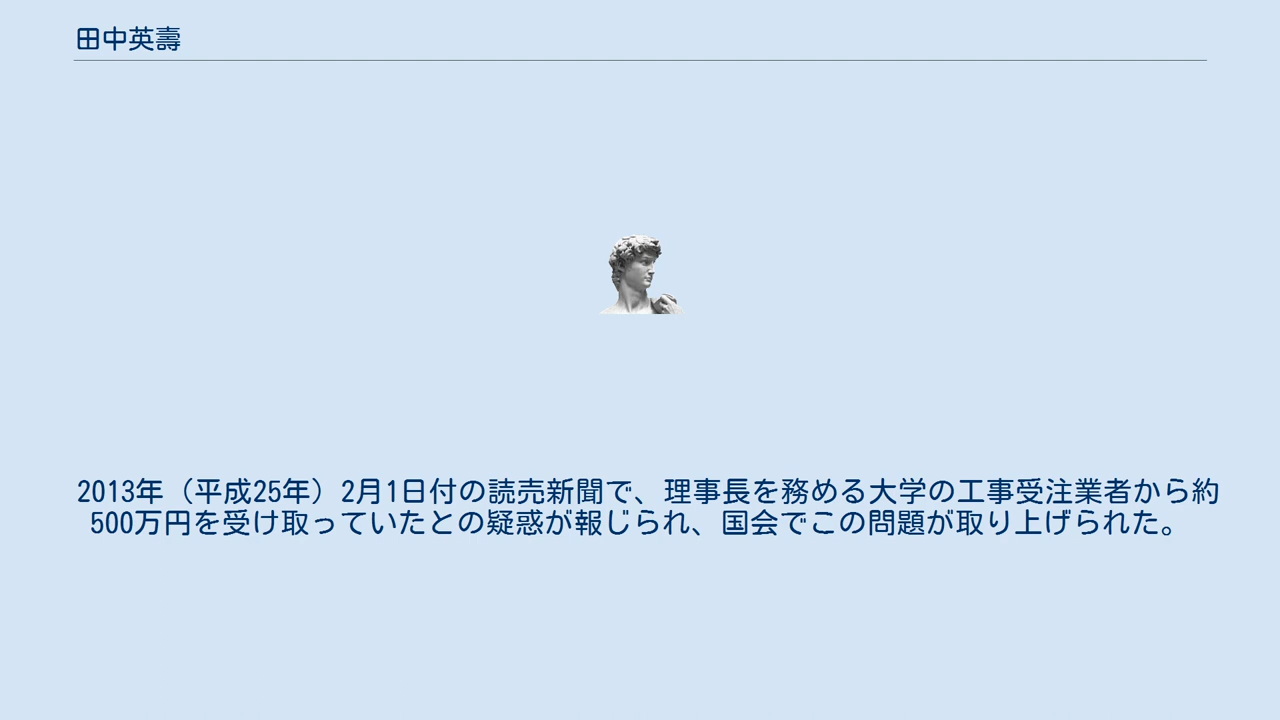 田中英壽
2013年（平成25年）2月1日付の読売新聞で、理事長を務める大学の工事受注業者から約
500万円を受け取っていたとの疑惑が報じられ、国会でこの問題が取り上げられた。